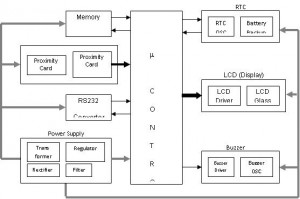 Memory
Proximity
Card
Proximity
Card
RS232
Converter
Power Supply
Trans
former
Regulator
Rectifier
Filter
μ
C
O
N
T
R
RTC
RTC
OSC
Battery
Backup
LCD (Display)
LCD
Driver
LCD
Glass
Buzzer
Buzzer
Driver
Buzzer
OSC